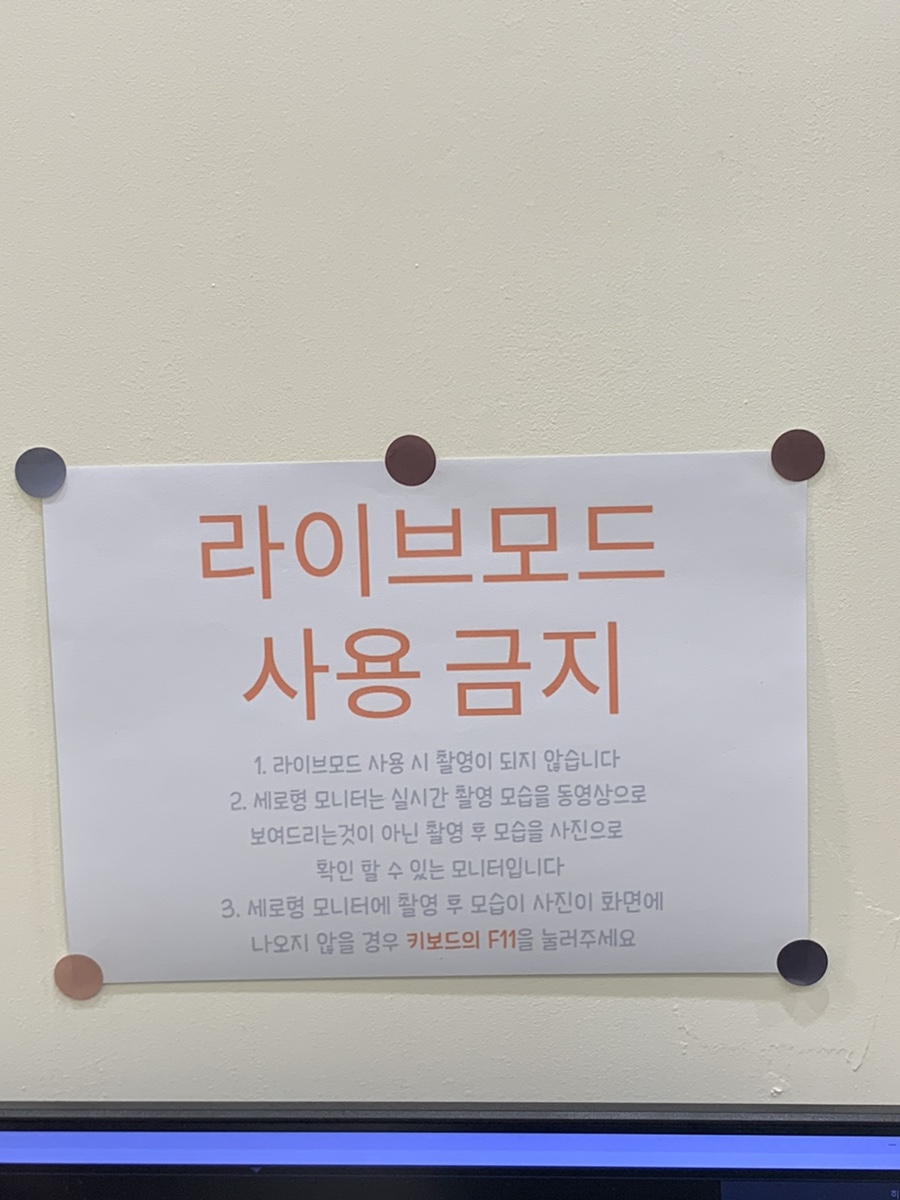 라이브모드
사용 금지
1. 라이브모드 사용 시 촬영이 되지 않습니다
2. 세로형 모니터는 실시간 촬영 모습을 동영상으로
보여드리는것이 아닌 촬영 후 모습을 사진으로
확인 할 수 있는 모니터입니다
3. 세로형 모니터에 촬영 후 모습이 사진이 화면에
나오지 않을 경우 키보드의 F11을 눌러주세요